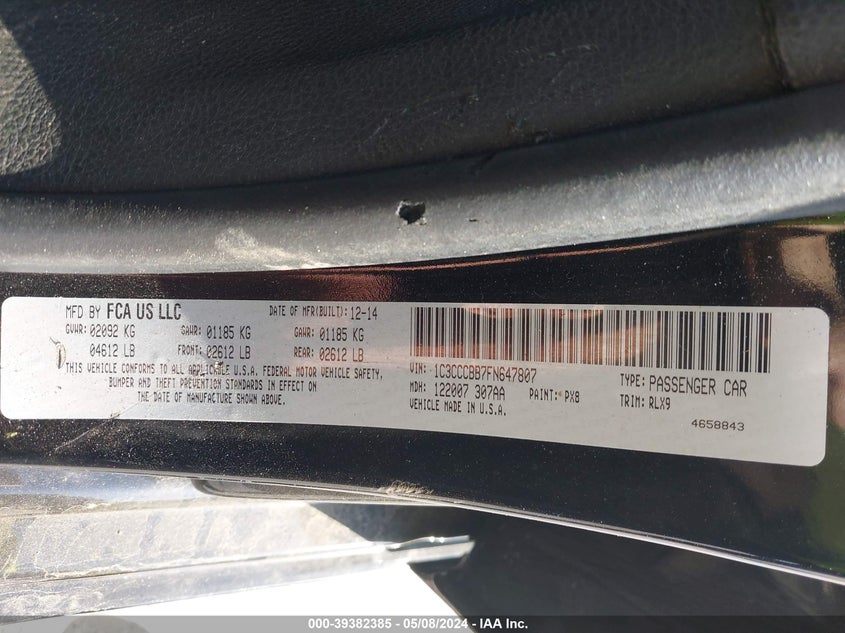 MFD BY FCA US LLC DATE OF MFR(BUILT): 12-14
GVWR: 02092 KG GAWR: 01185 KG GAWR: 01185 KG
04612 LB FRONT: 02612 LB REAR: 02612 LB
THIS VEHICLE CONFORMS TO ALL APPLICABLE U.S.A. FEDERAL MOTOR VEHICLE SAFETY,
BUMPER AND THEFT PREVENTION STANDARDS IN EFFECT ON
THE DATE OF MANUFACTURE SHOWN ABOVE.
VIN: 1C3CCCBB7FN647807 TYPE: PASSENGER CAR
MDH: 122007 307AA PAINT: PX8 TRIM: RLX9
VEHICLE MADE IN U.S.A.
4658843
000-39382385 - 05/08/2024 - IAA Inc.